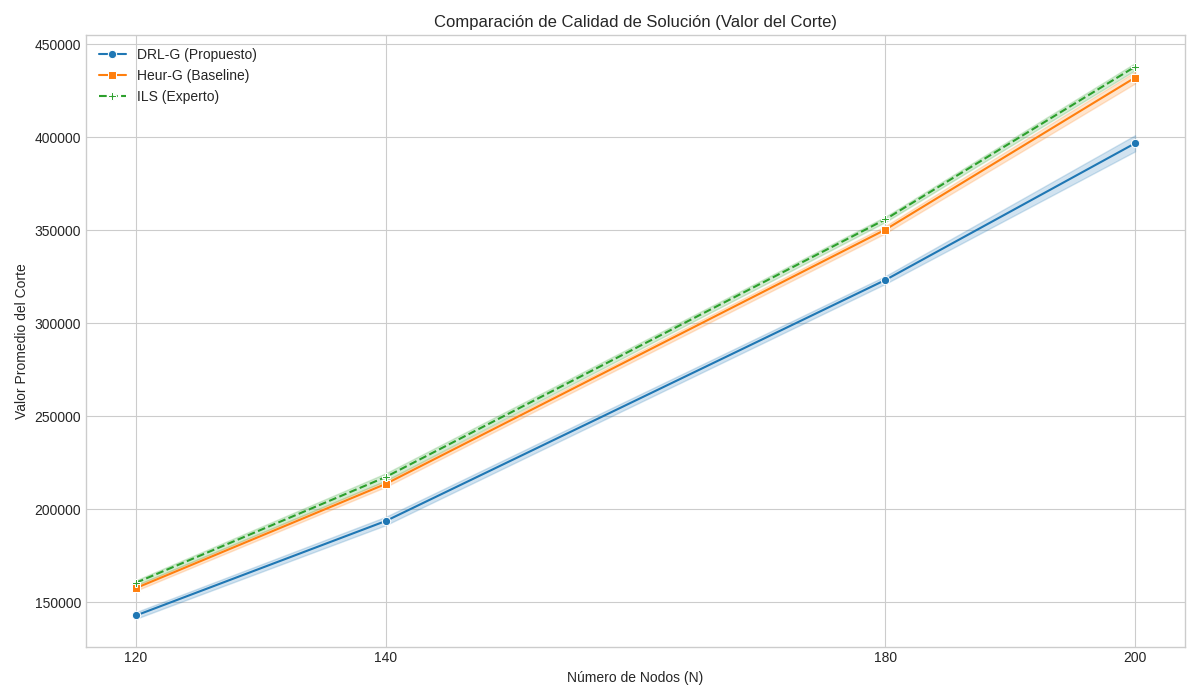 Comparación de Calidad de Solución (Valor del Corte)
DRL-G (Propuesto)
Heur-G (Baseline)
ILS (Experto)
Valor Promedio del Corte
450000
400000
350000
300000
250000
200000
150000
120
140
180
200
Número de Nodos (N)